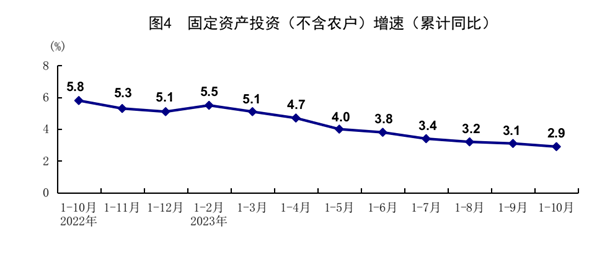 图4　固定资产投资（不含农户）增速（累计同比）
(%)
8
6
4
2
0
5.8 5.3 5.1 5.5 5.1 4.7 4.0 3.8 3.4 3.2 3.1 2.9
1-10月 1-11月 1-12月 1-2月 1-3月 1-4月 1-5月 1-6月 1-7月 1-8月 1-9月 1-10月
2022年 2023年